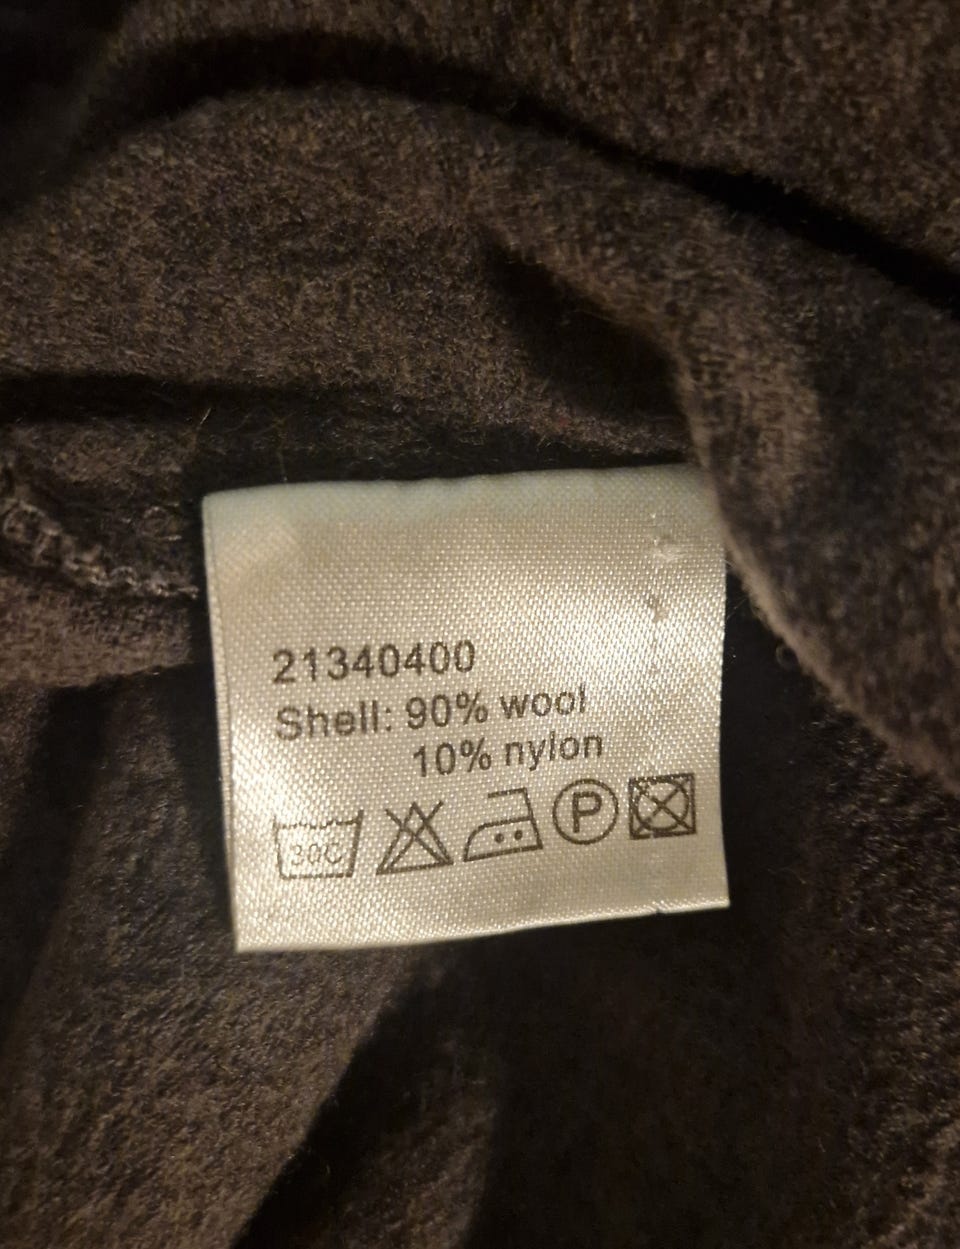 21340400
Shell: 90% wool
10% nylon
30C
P